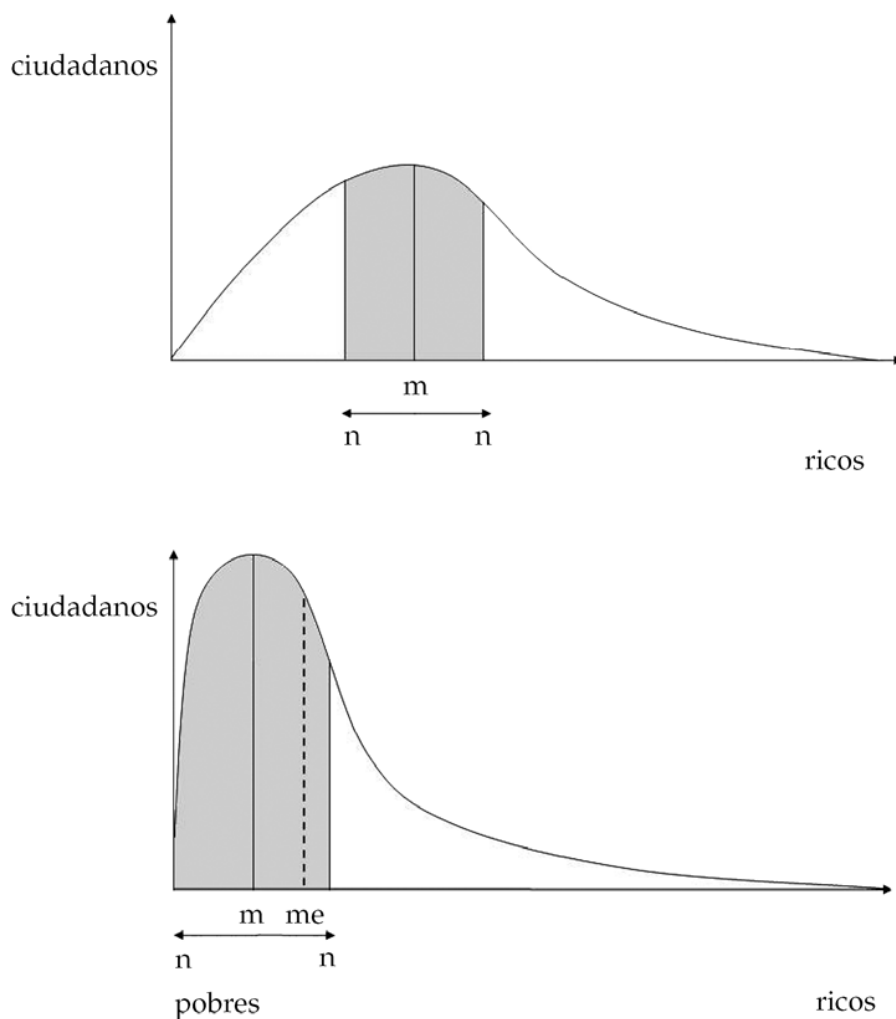 ciudadanos
m
n n
ricos
ciudadanos
m me
n n
pobres ricos